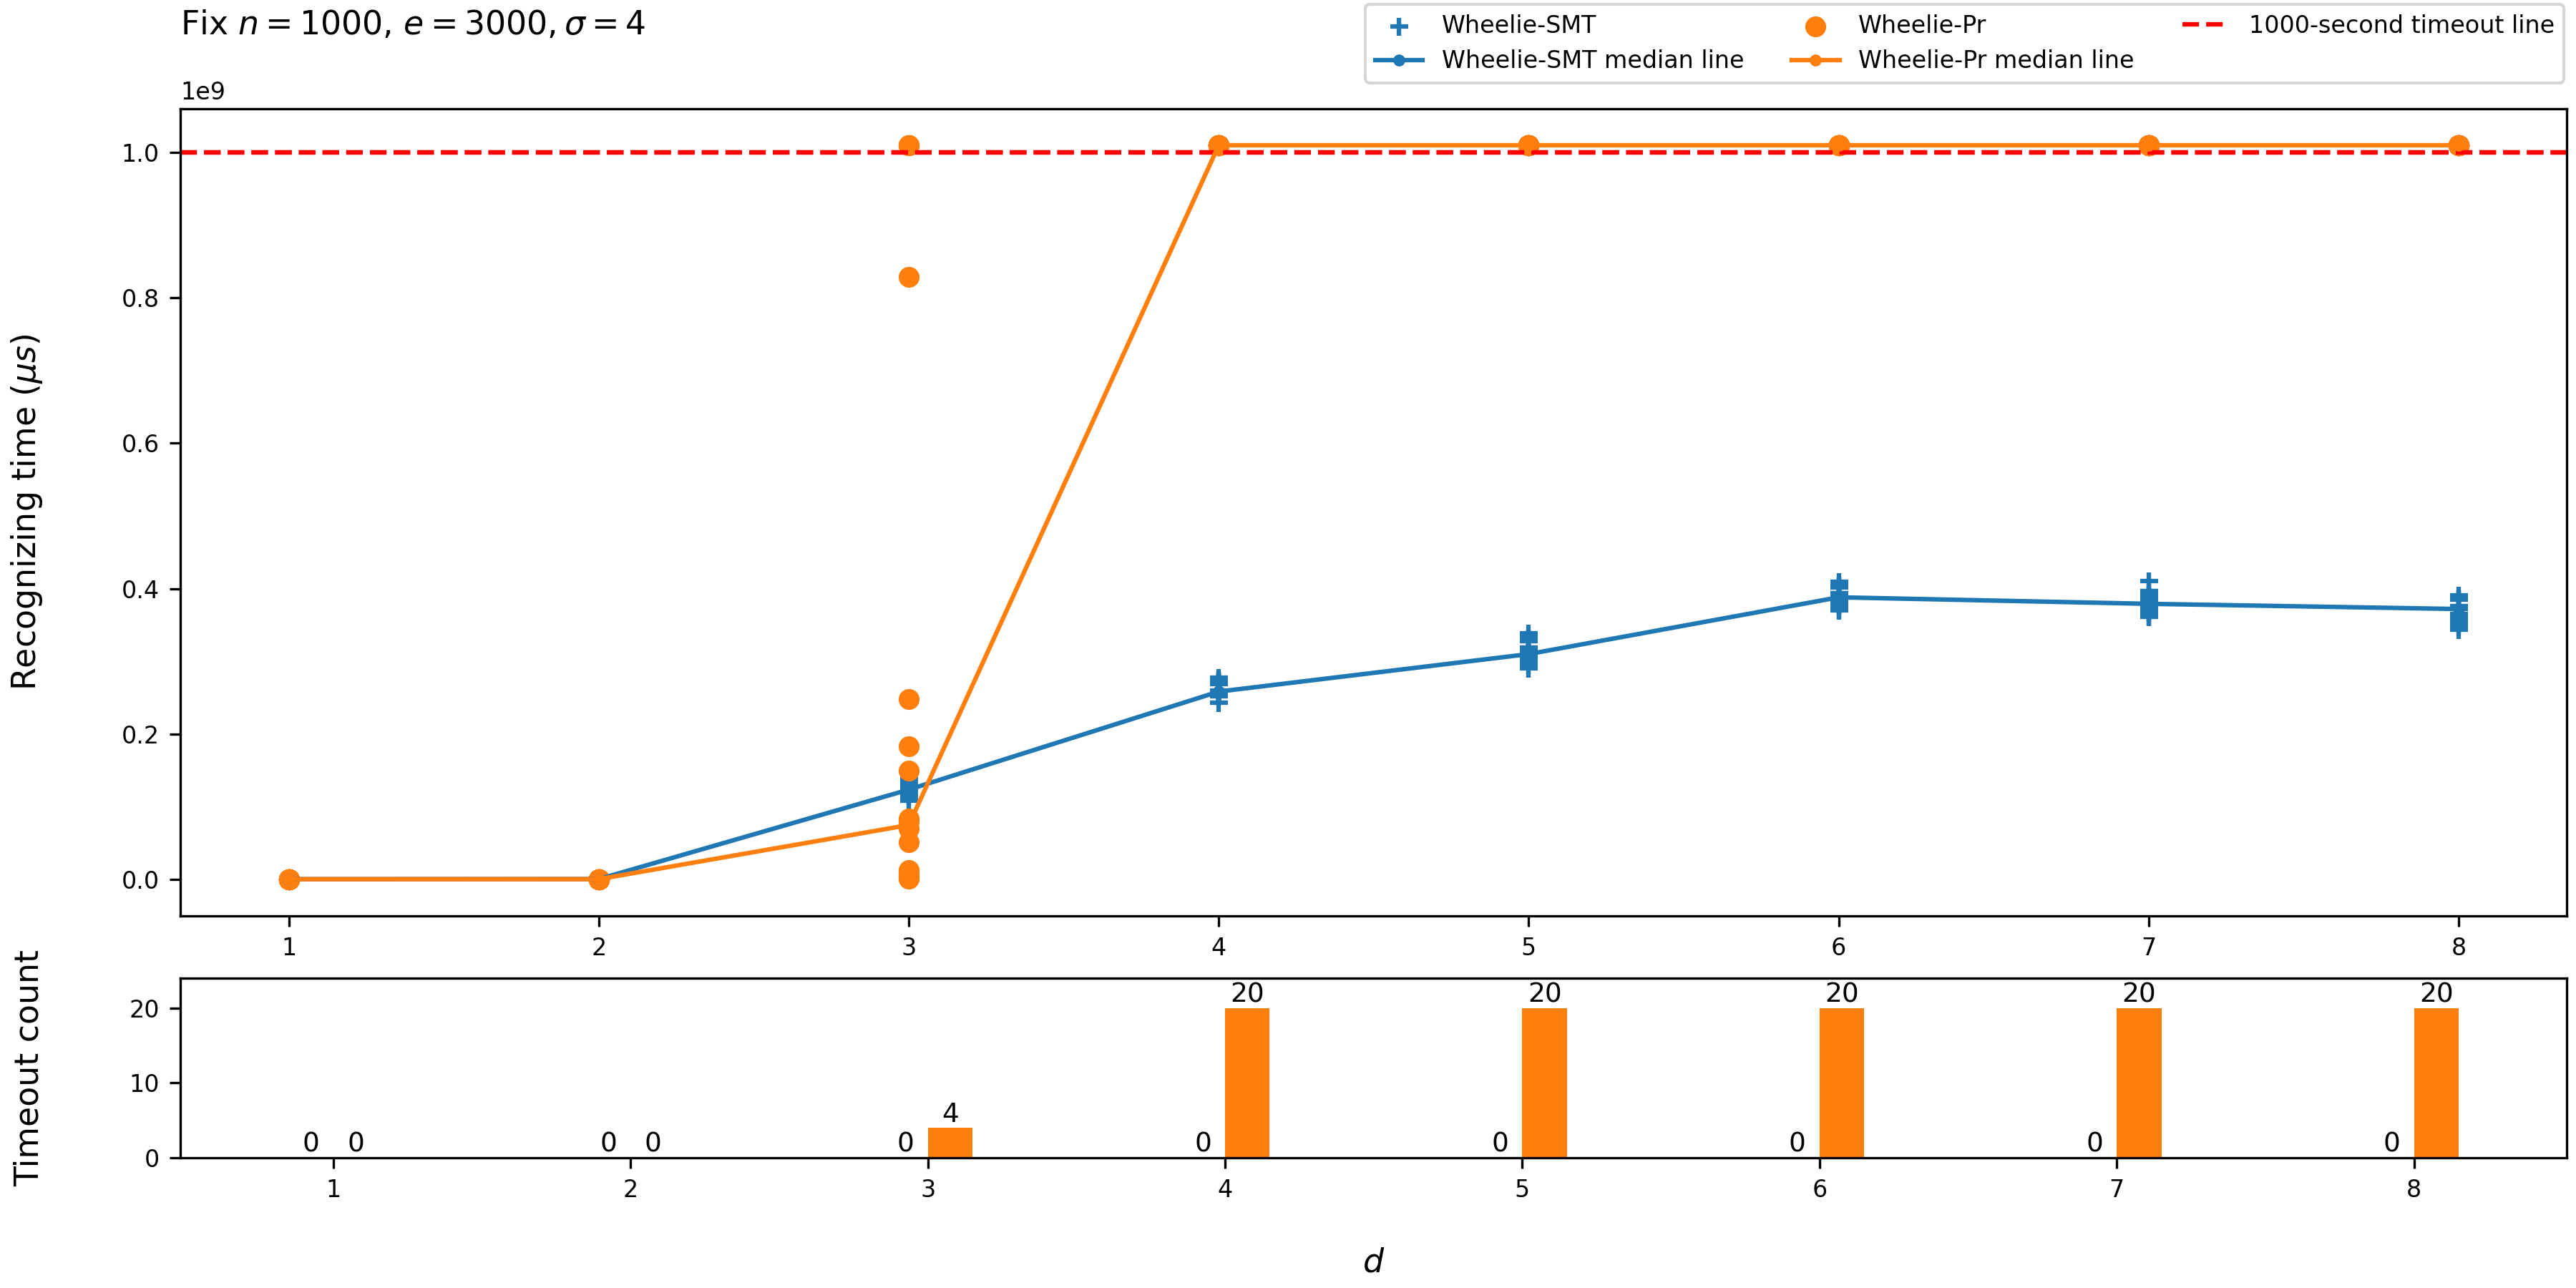 Fix n = 1000, e = 3000, σ = 4
Wheelie-SMT
Wheelie-SMT median line
Wheelie-Pr
Wheelie-Pr median line
1000-second timeout line
1e9
Recognizing time (μs)
1.0
0.8
0.6
0.4
0.2
0.0
1 2 3 4 5 6 7 8
Timeout count
20
10
0
0 0 0 0 0 4 0 20 0 20 0 20 0 20 0 20
1 2 3 4 5 6 7 8
d